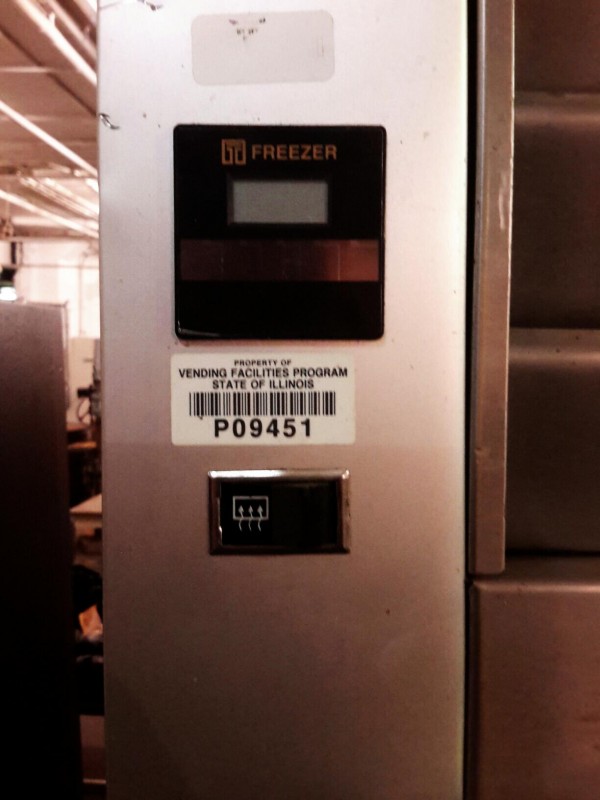 FREEZER
PROPERTY OF
VENDING FACILITIES PROGRAM
STATE OF ILLINOIS
P09451